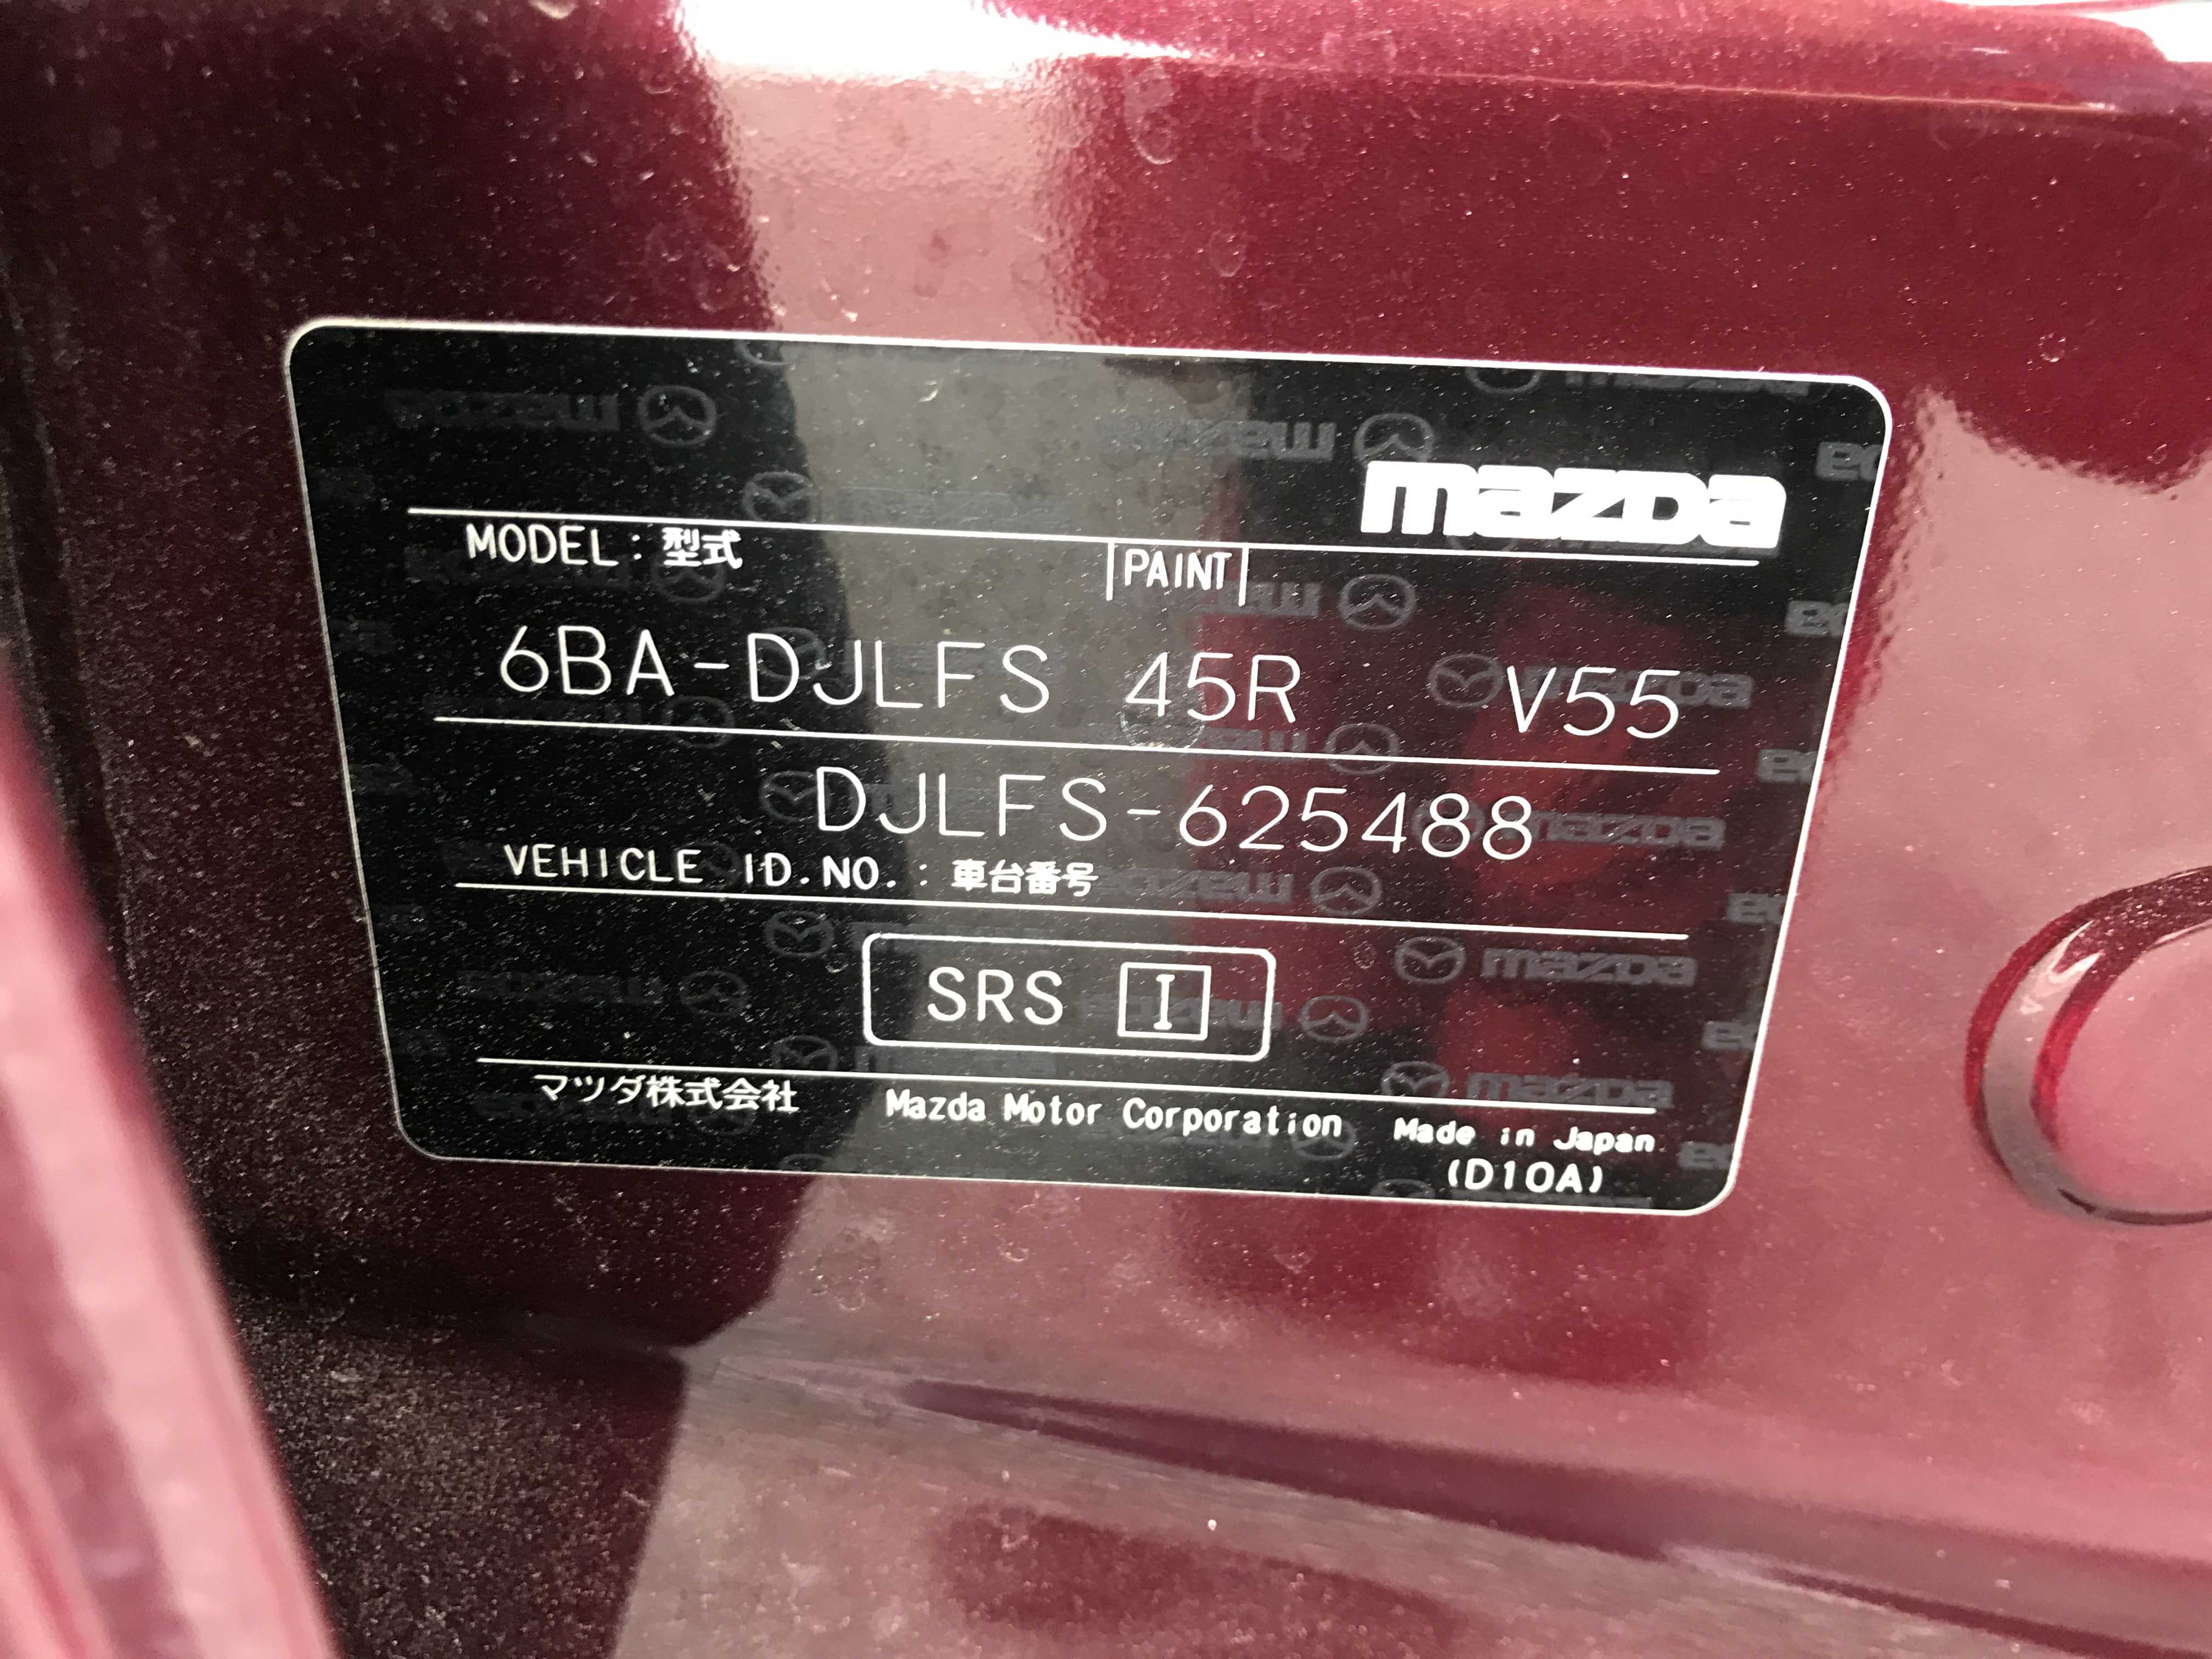 mazda
MODEL : 型式 PAINT
6BA-DJLFS 45R V55
DJLFS-625488
VEHICLE ID.NO. : 車台番号
SRS I
マツダ株式会社 Mazda Motor Corporation Made in Japan
(D10A)